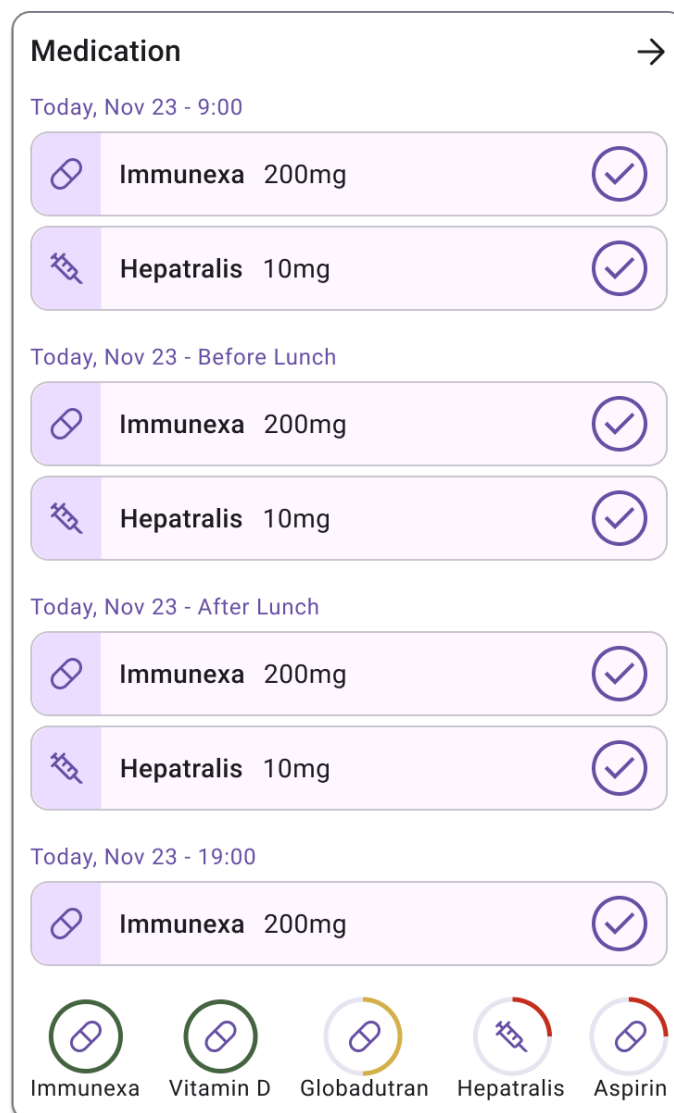 Medication
Today, Nov 23 - 9:00
Immunexa 200mg
Hepatralis 10mg
Today, Nov 23 - Before Lunch
Immunexa 200mg
Hepatralis 10mg
Today, Nov 23 - After Lunch
Immunexa 200mg
Hepatralis 10mg
Today, Nov 23 - 19:00
Immunexa 200mg
Immunexa Vitamin D Globadutran Hepatralis Aspirin